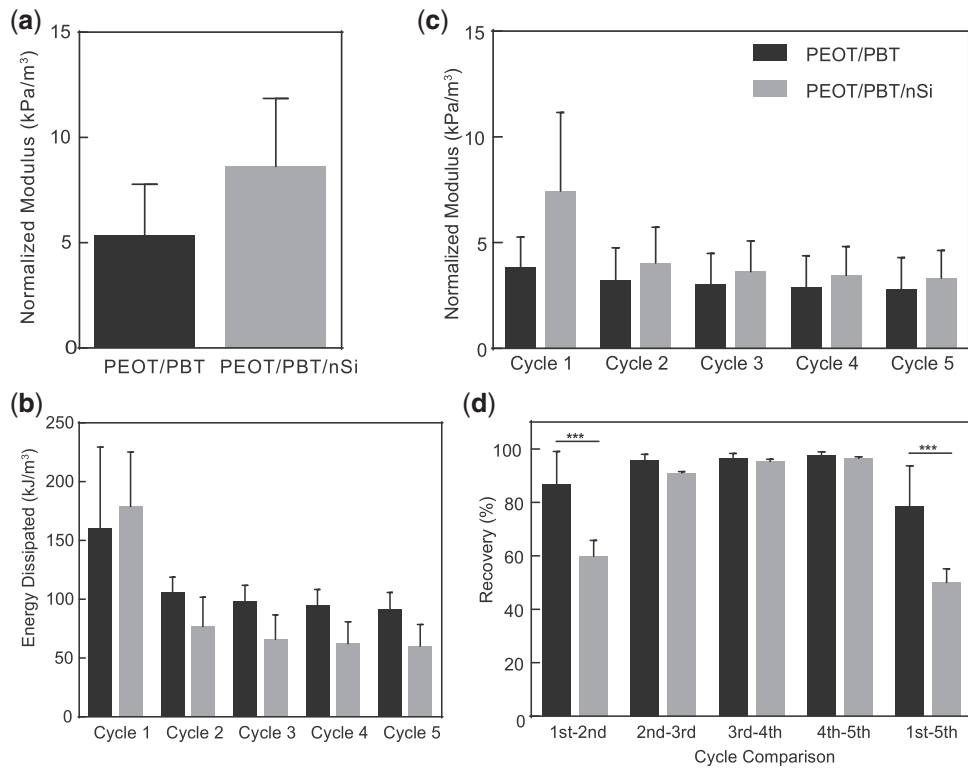 (a)
15
10
5
0
Normalized Modulus (kPa/m³)
PEOT/PBT PEOT/PBT/nSi
(c)
15
10
5
0
Normalized Modulus (kPa/m³)
PEOT/PBT
PEOT/PBT/nSi
Cycle 1 Cycle 2 Cycle 3 Cycle 4 Cycle 5
(b)
250
200
150
100
50
0
Energy Dissipated (kJ/m³)
Cycle 1 Cycle 2 Cycle 3 Cycle 4 Cycle 5
(d)
100
80
60
40
20
0
Recovery (%)
***
***
1st-2nd 2nd-3rd 3rd-4th 4th-5th 1st-5th
Cycle Comparison